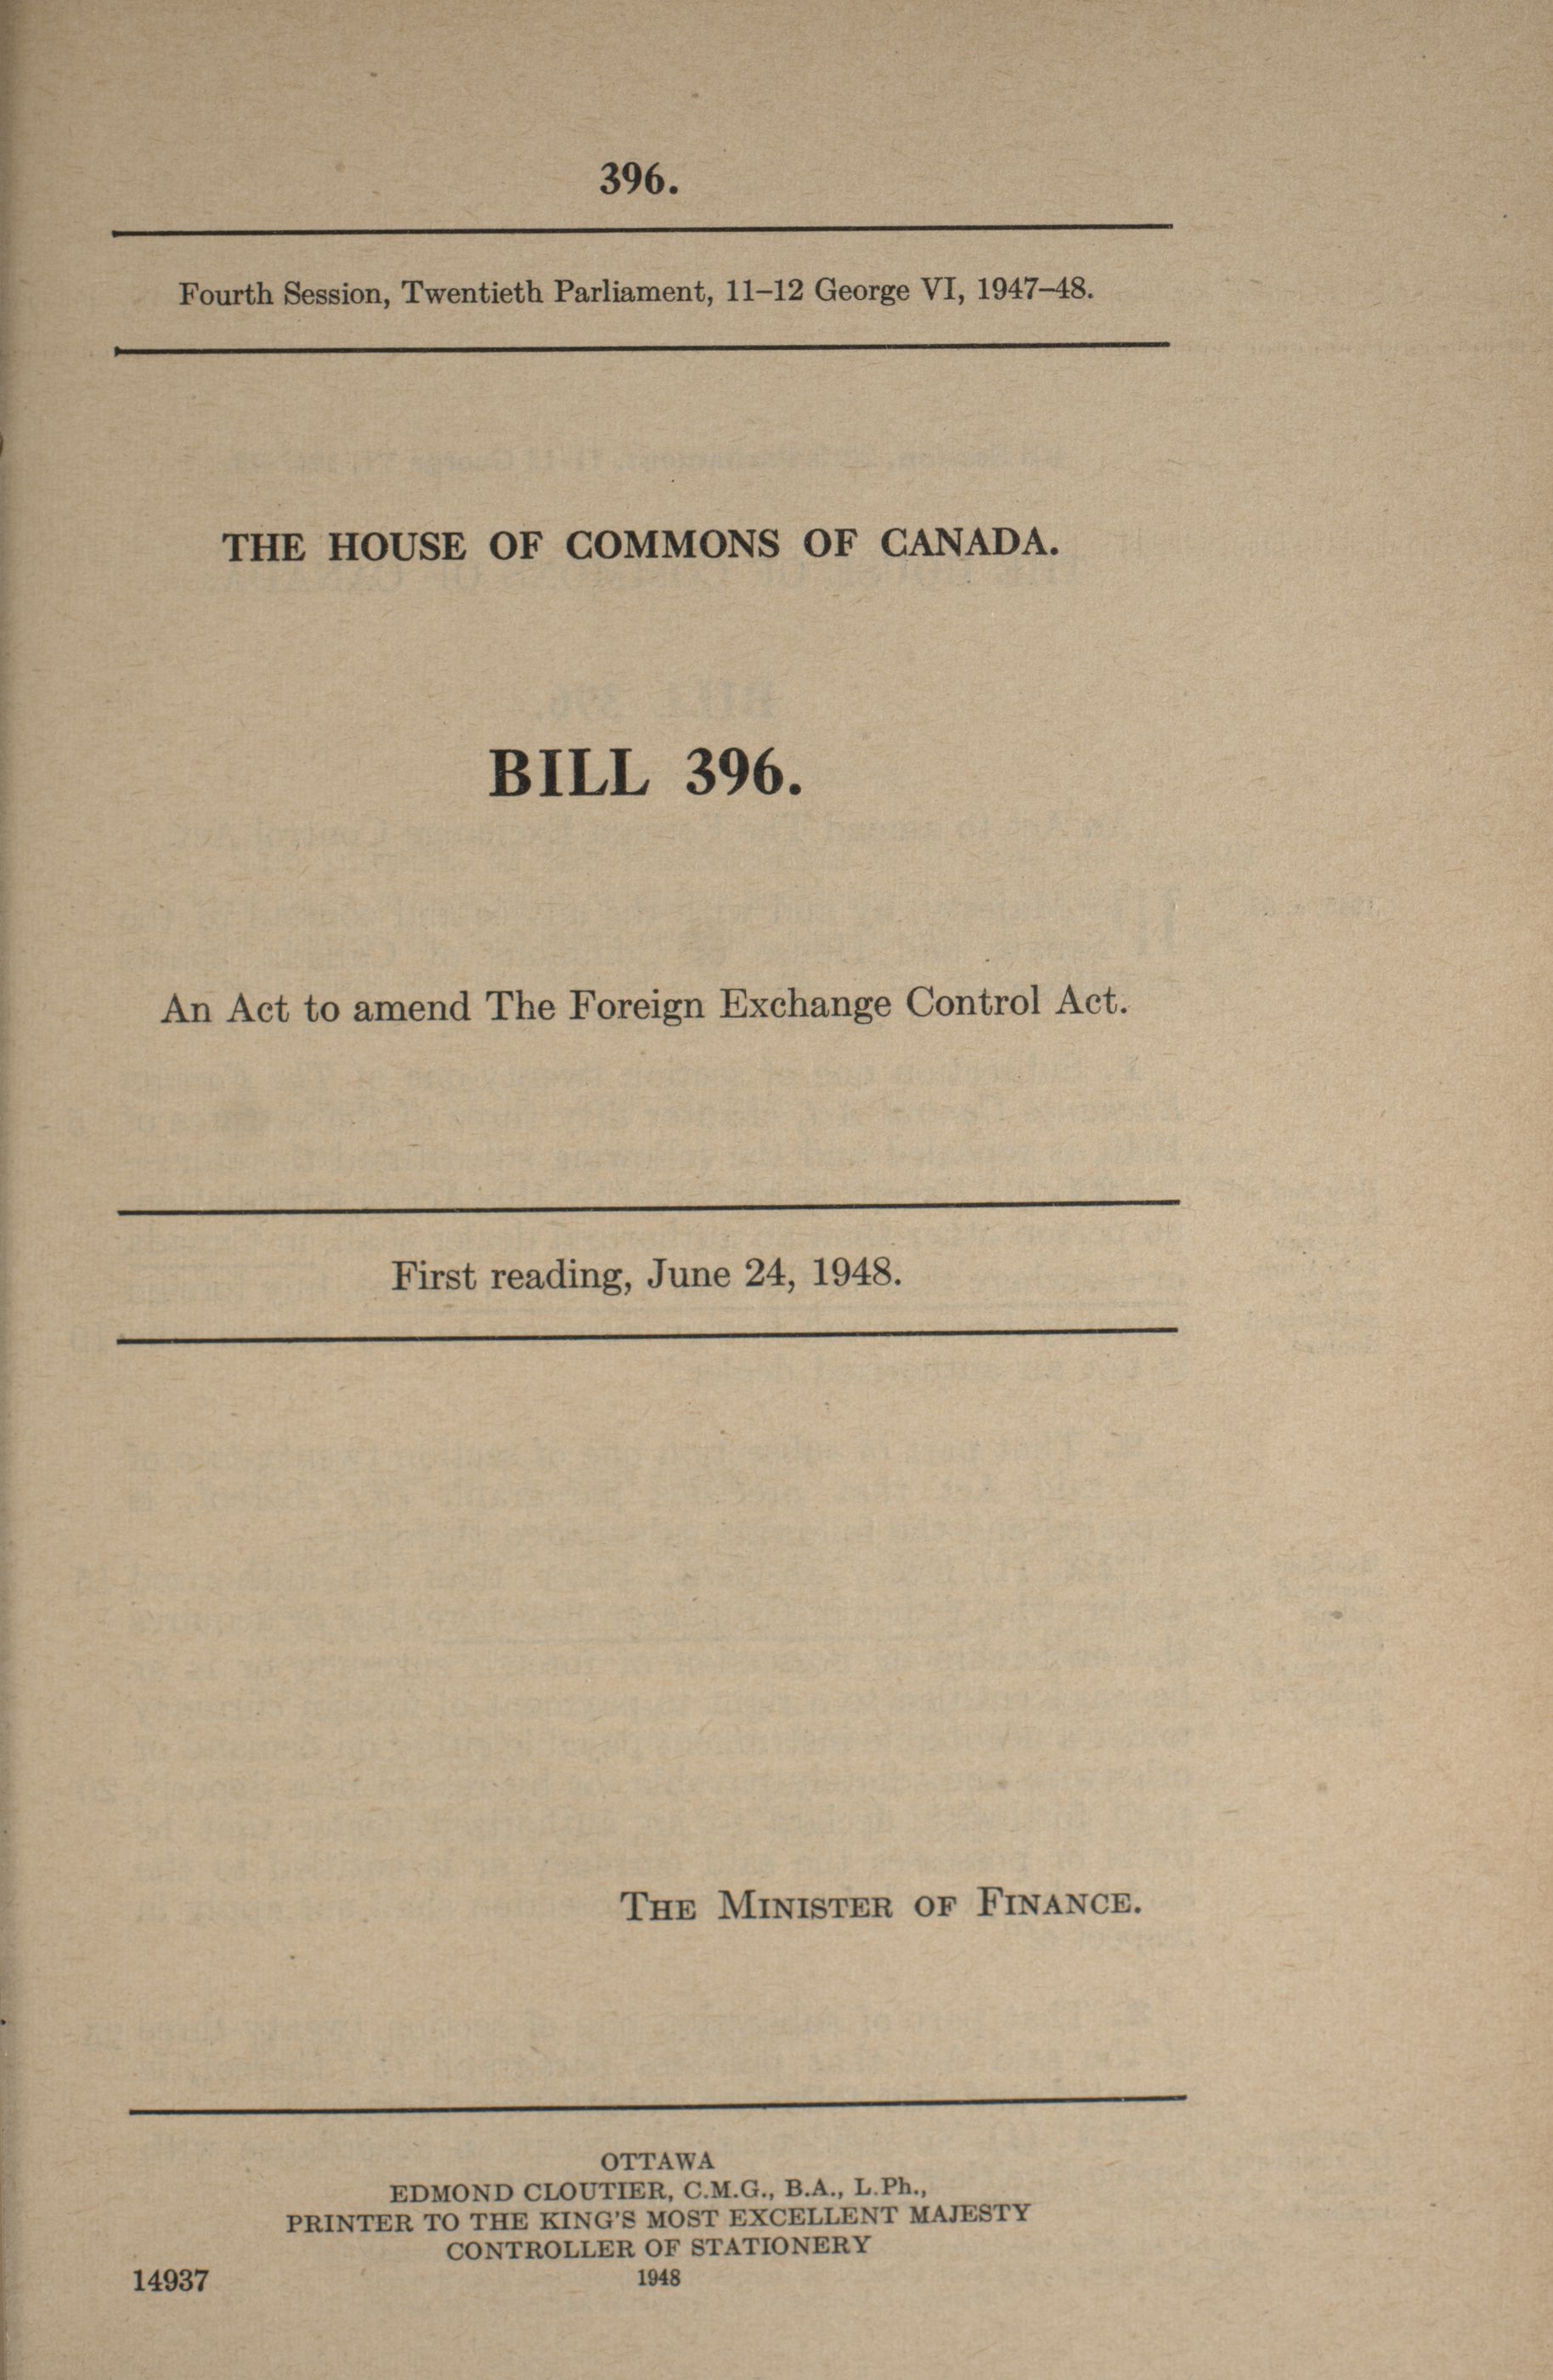 396.
Fourth Session, Twentieth Parliament, 11–12 George VI, 1947–48.
THE HOUSE OF COMMONS OF CANADA.
BILL 396.
An Act to amend The Foreign Exchange Control Act.
First reading, June 24, 1948.
THE MINISTER OF FINANCE.
OTTAWA
EDMOND CLOUTIER, C.M.G., B.A., L.Ph.,
PRINTER TO THE KING'S MOST EXCELLENT MAJESTY
CONTROLLER OF STATIONERY
14937 1948